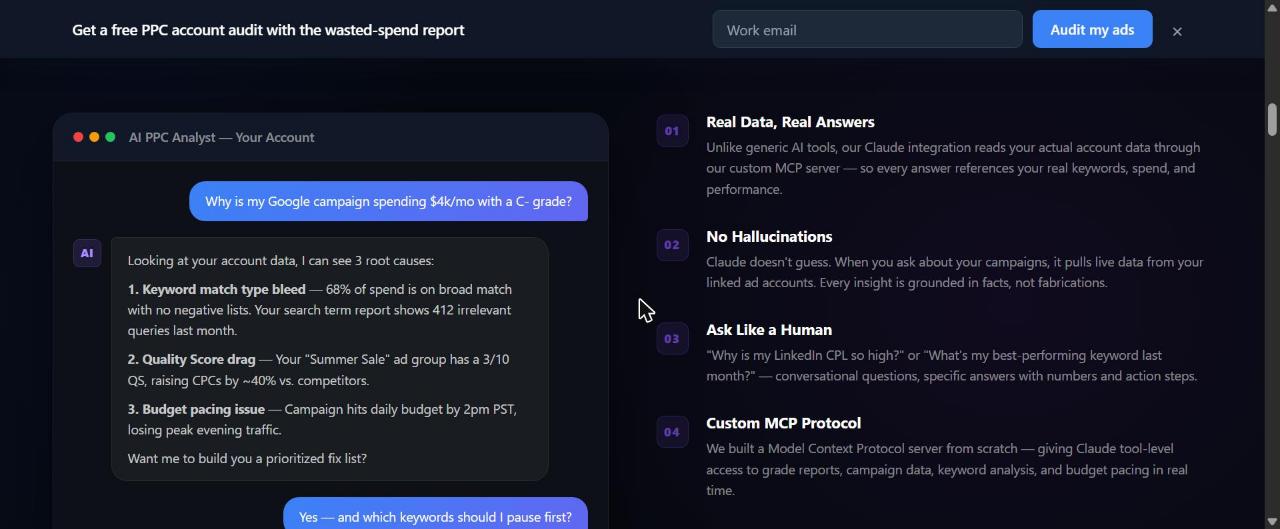 Get a free PPC account audit with the wasted-spend report
Work email
Audit my ads
×
AI PPC Analyst — Your Account
Why is my Google campaign spending $4k/mo with a C- grade?
AI
Looking at your account data, I can see 3 root causes:
1. Keyword match type bleed — 68% of spend is on broad match
with no negative lists. Your search term report shows 412 irrelevant
queries last month.
2. Quality Score drag — Your "Summer Sale" ad group has a 3/10
QS, raising CPCs by ~40% vs. competitors.
3. Budget pacing issue — Campaign hits daily budget by 2pm PST,
losing peak evening traffic.
Want me to build you a prioritized fix list?
Yes — and which keywords should I pause first?
01
Real Data, Real Answers
Unlike generic AI tools, our Claude integration reads your actual account data through
our custom MCP server — so every answer references your real keywords, spend, and
performance.
02
No Hallucinations
Claude doesn't guess. When you ask about your campaigns, it pulls live data from your
linked ad accounts. Every insight is grounded in facts, not fabrications.
03
Ask Like a Human
"Why is my LinkedIn CPL so high?" or "What's my best-performing keyword last
month?" — conversational questions, specific answers with numbers and action steps.
04
Custom MCP Protocol
We built a Model Context Protocol server from scratch — giving Claude tool-level
access to grade reports, campaign data, keyword analysis, and budget pacing in real
time.